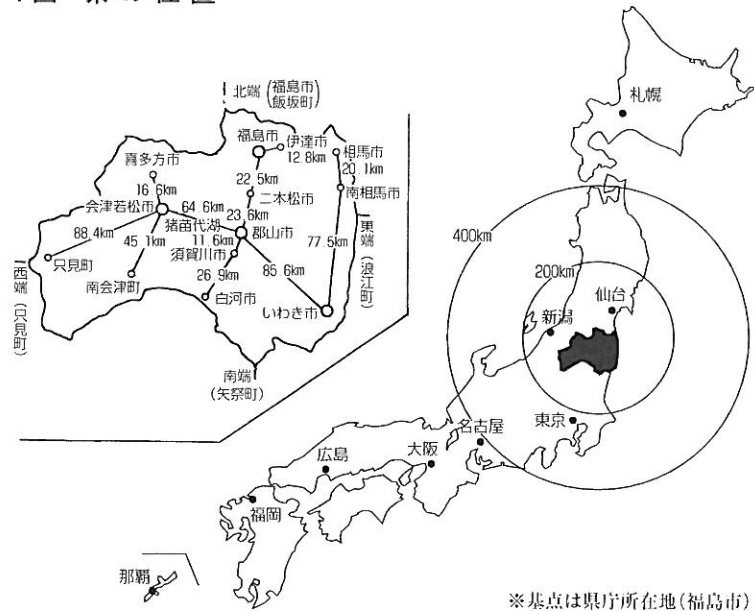 北端(福島市
飯坂町)
福島市
伊達市
12.8km
相馬市
20.1km
南相馬市
喜多方市
16.6km
22.5km
二本松市
会津若松市
64.6km
23.6km
猪苗代湖
郡山市
11.6km
須賀川市
88.4km
45.1km
77.5km
東端(浪江町)
只見町
南会津町
26.9km
85.6km
白河市
いわき市
西端(只見町)
南端
(矢祭町)
札幌
400km
200km
仙台
新潟
東京
名古屋
大阪
広島
福岡
那覇
※基点は県庁所在地(福島市)